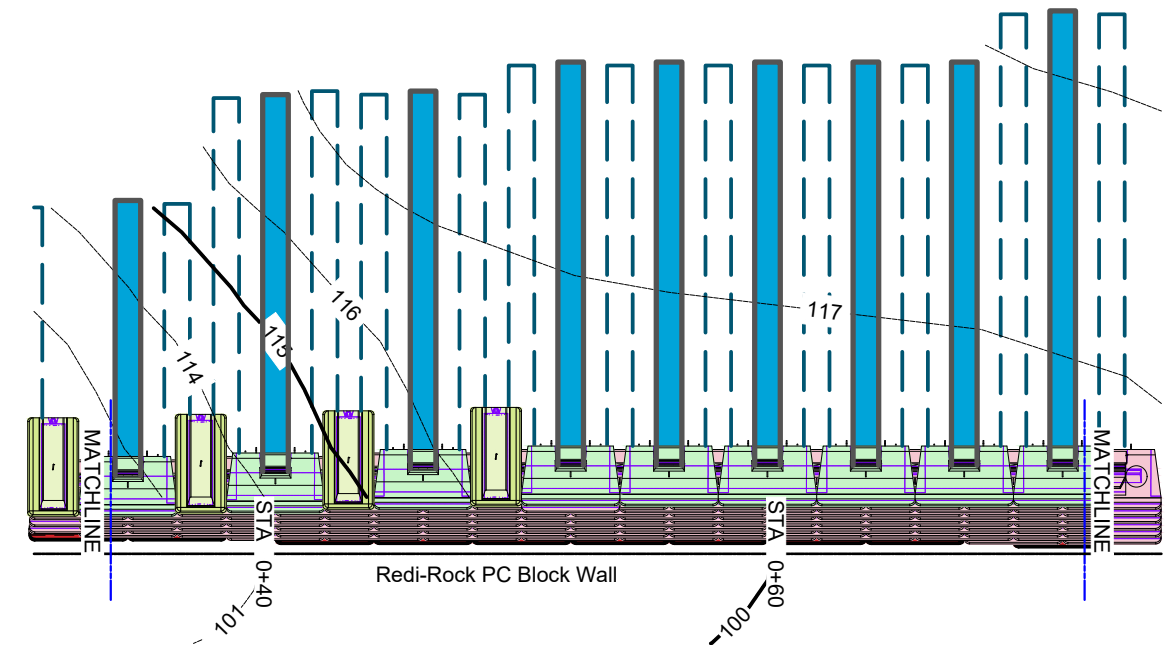 117
116
115
114
MATCHLINE
MATCHLINE
STA 0+40
STA 0+60
Redi-Rock PC Block Wall
101
100